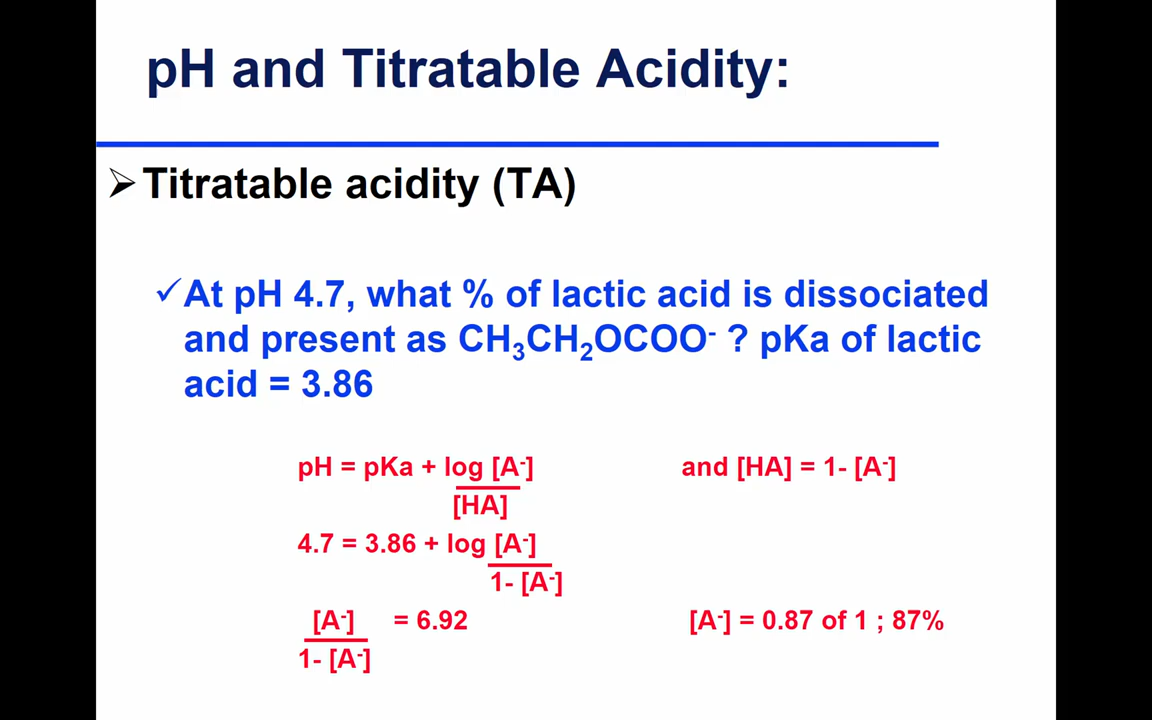 pH and Titratable Acidity:
➢ Titratable acidity (TA)
✓ At pH 4.7, what % of lactic acid is dissociated
and present as CH₃CH₂OCOO⁻ ? pKa of lactic
acid = 3.86
pH = pKa + log [A⁻] and [HA] = 1- [A⁻]
[HA]
4.7 = 3.86 + log [A⁻]
1- [A⁻]
[A⁻] = 6.92 [A⁻] = 0.87 of 1 ; 87%
1- [A⁻]